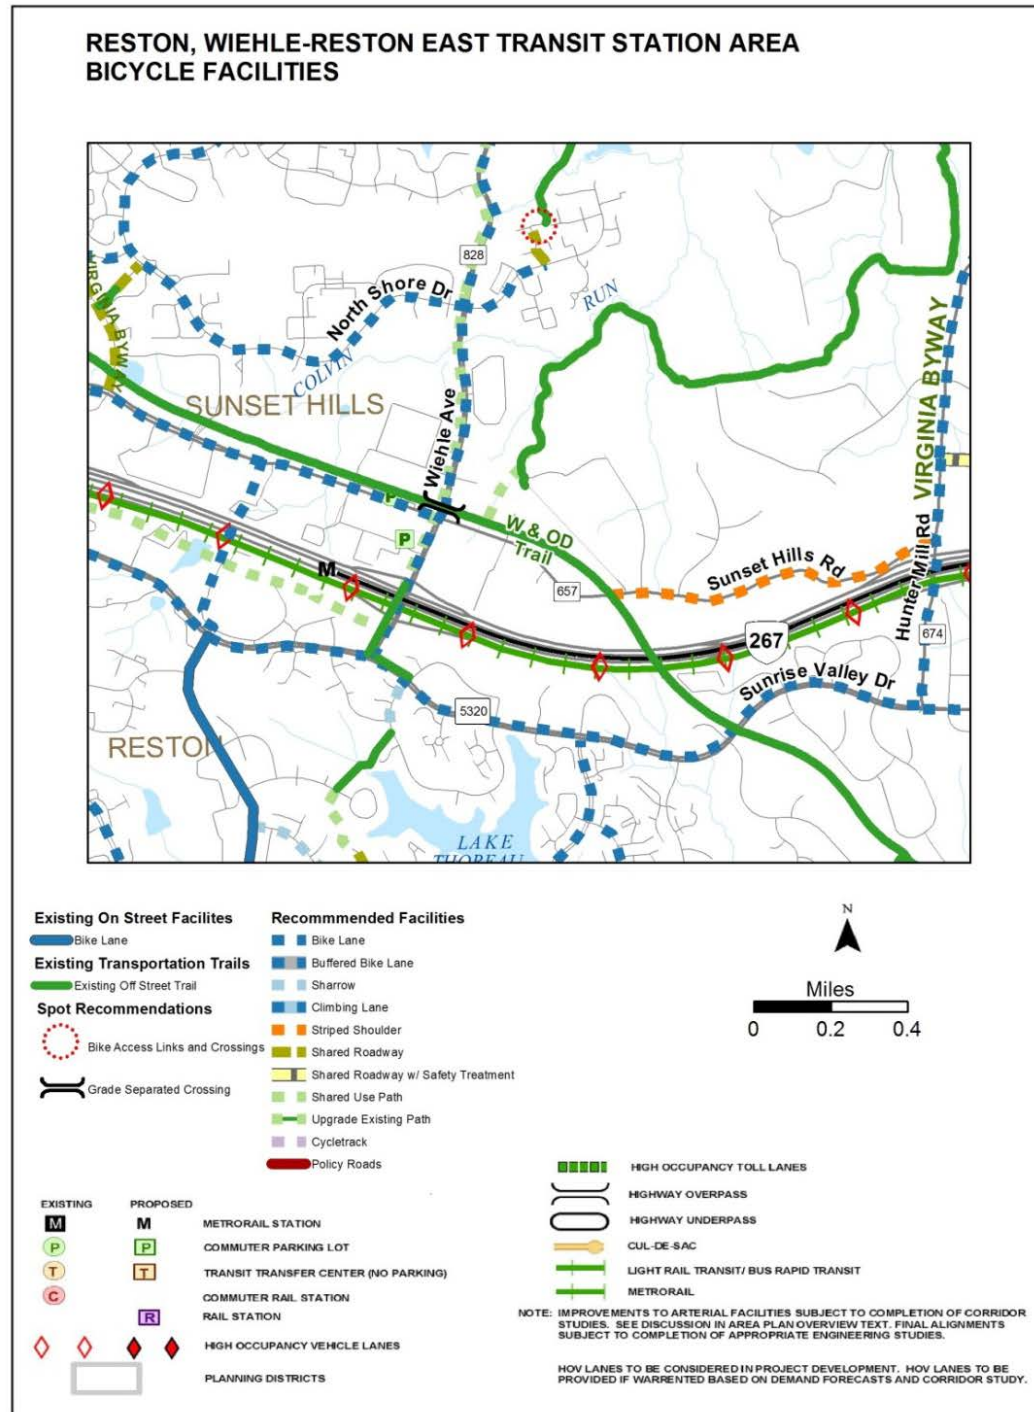 RESTON, WIEHLE-RESTON EAST TRANSIT STATION AREA
BICYCLE FACILITIES
828
North Shore Dr
RUN
VIRGINIA BYWAY
COLVIN
SUNSET HILLS
Wiehle Ave
VIRGINIA BYWAY
P
P
W & OD
Trail
M
657
Sunset Hills Rd
Hunter Mill Rd
267
674
Sunrise Valley Dr
5320
RESTON
LAKE
THOREAU
Existing On Street Facilites
Bike Lane
Existing Transportation Trails
Existing Off Street Trail
Spot Recommendations
Bike Access Links and Crossings
Grade Separated Crossing
Recommmended Facilities
Bike Lane
Buffered Bike Lane
Sharrow
Climbing Lane
Striped Shoulder
Shared Roadway
Shared Roadway w/ Safety Treatment
Shared Use Path
Upgrade Existing Path
Cycletrack
Policy Roads
N
Miles
0 0.2 0.4
EXISTING PROPOSED
M M METRORAIL STATION
P P COMMUTER PARKING LOT
T T TRANSIT TRANSFER CENTER (NO PARKING)
C COMMUTER RAIL STATION
R RAIL STATION
HIGH OCCUPANCY VEHICLE LANES
PLANNING DISTRICTS
HIGH OCCUPANCY TOLL LANES
HIGHWAY OVERPASS
HIGHWAY UNDERPASS
CUL-DE-SAC
LIGHT RAIL TRANSIT/ BUS RAPID TRANSIT
METRORAIL
NOTE: IMPROVEMENTS TO ARTERIAL FACILITIES SUBJECT TO COMPLETION OF CORRIDOR
STUDIES. SEE DISCUSSION IN AREA PLAN OVERVIEW TEXT. FINAL ALIGNMENTS
SUBJECT TO COMPLETION OF APPROPRIATE ENGINEERING STUDIES.
HOV LANES TO BE CONSIDERED IN PROJECT DEVELOPMENT. HOV LANES TO BE
PROVIDED IF WARRENTED BASED ON DEMAND FORECASTS AND CORRIDOR STUDY.